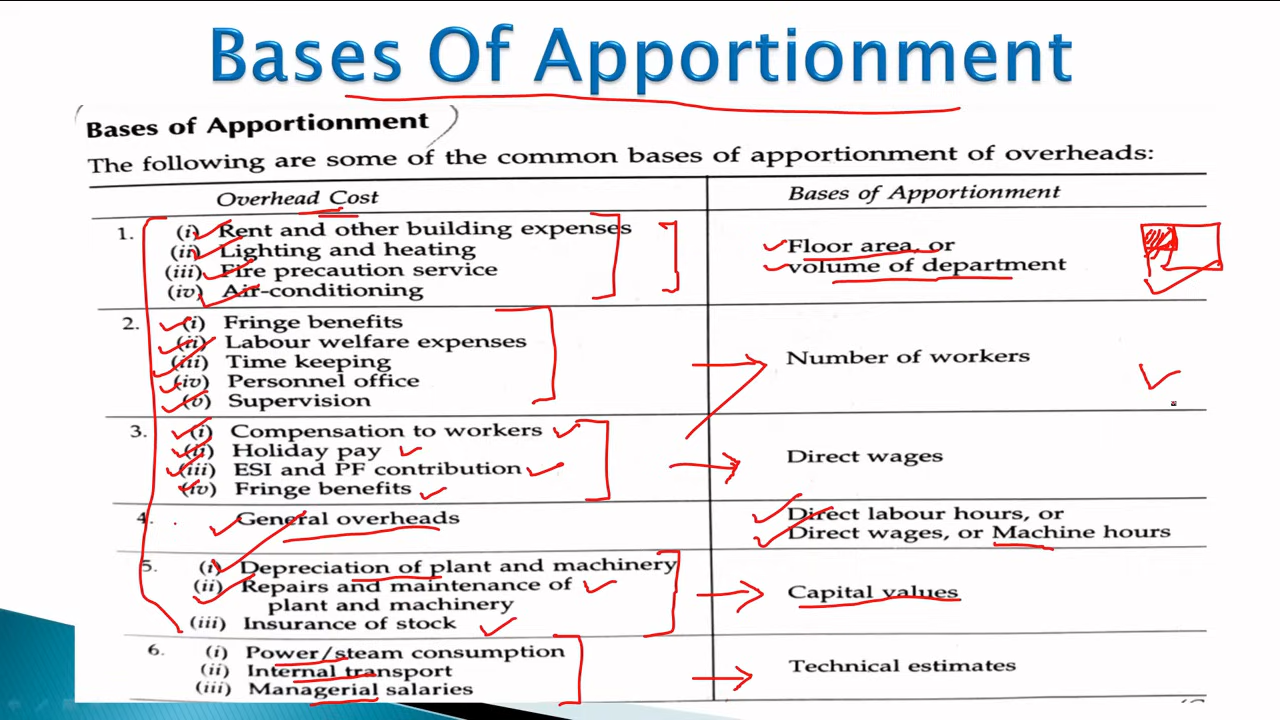 Bases Of Apportionment
Bases of Apportionment
The following are some of the common bases of apportionment of overheads:
Overhead Cost Bases of Apportionment
1. (i) Rent and other building expenses
(ii) Lighting and heating
(iii) Fire precaution service
(iv) Air-conditioning
Floor area, or
volume of department
2. (i) Fringe benefits
(ii) Labour welfare expenses
(iii) Time keeping
(iv) Personnel office
(v) Supervision
Number of workers
3. (i) Compensation to workers
(ii) Holiday pay
(iii) ESI and PF contribution
(iv) Fringe benefits
Direct wages
4. General overheads
Direct labour hours, or
Direct wages, or Machine hours
5. (i) Depreciation of plant and machinery
(ii) Repairs and maintenance of
plant and machinery
(iii) Insurance of stock
Capital values
6. (i) Power/steam consumption
(ii) Internal transport
(iii) Managerial salaries
Technical estimates